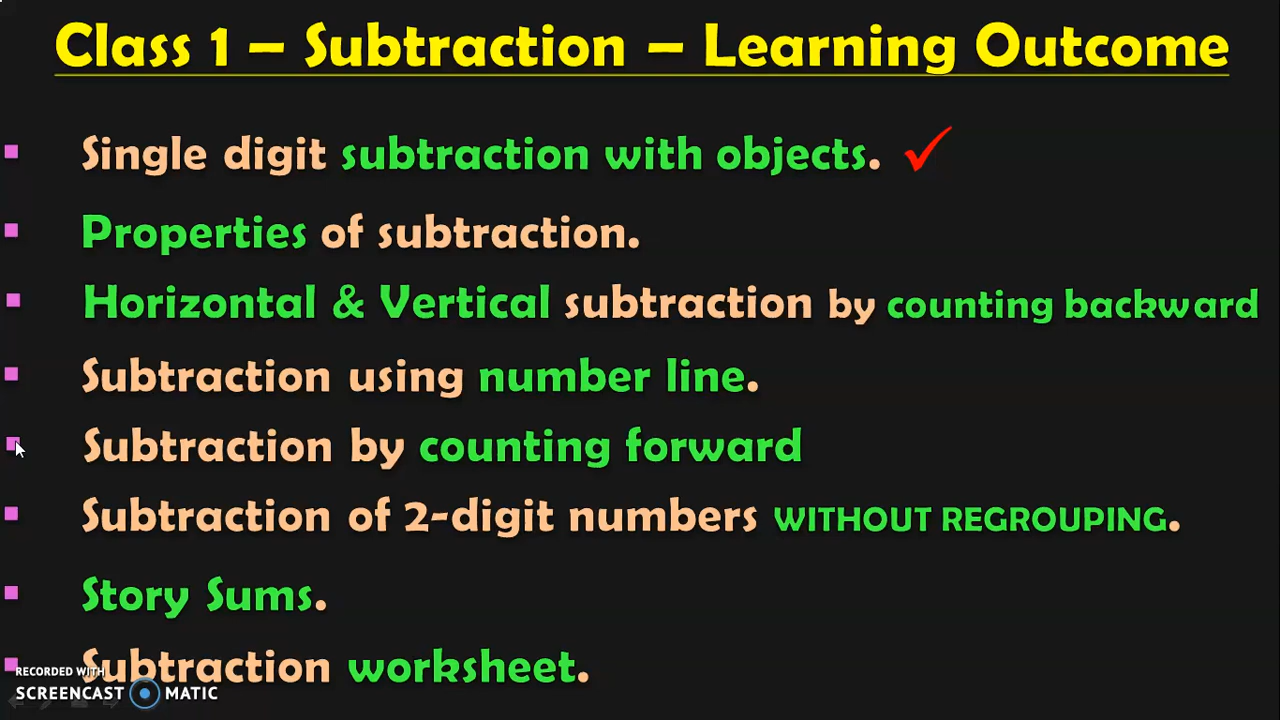 Class 1 – Subtraction – Learning Outcome
Single digit subtraction with objects.
Properties of subtraction.
Horizontal & Vertical subtraction by counting backward
Subtraction using number line.
Subtraction by counting forward
Subtraction of 2-digit numbers WITHOUT REGROUPING.
Story Sums.
Subtraction worksheet.
RECORDED WITH
SCREENCAST MATIC